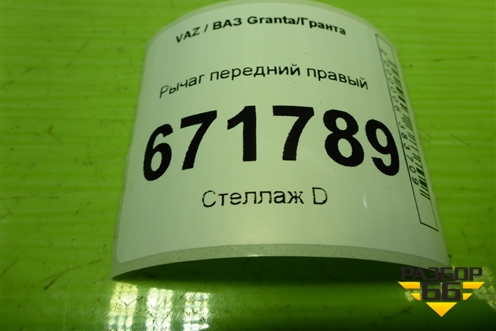 VAZ / ВАЗ Granta/Гранта
Рычаг передний правый
671789
Стеллаж D
РАЗБОР
66